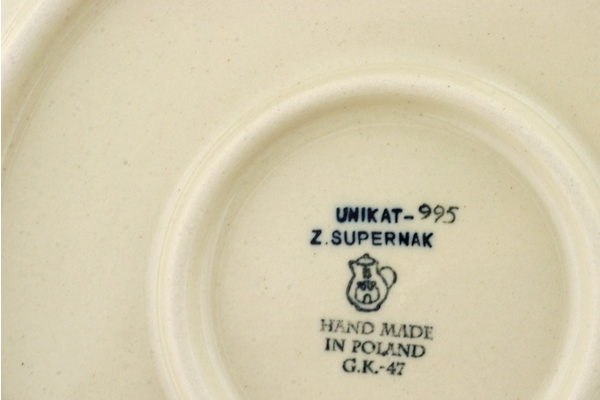 UNIKAT-995
Z.SUPERNAK
HAND MADE
IN POLAND
G.K.-47